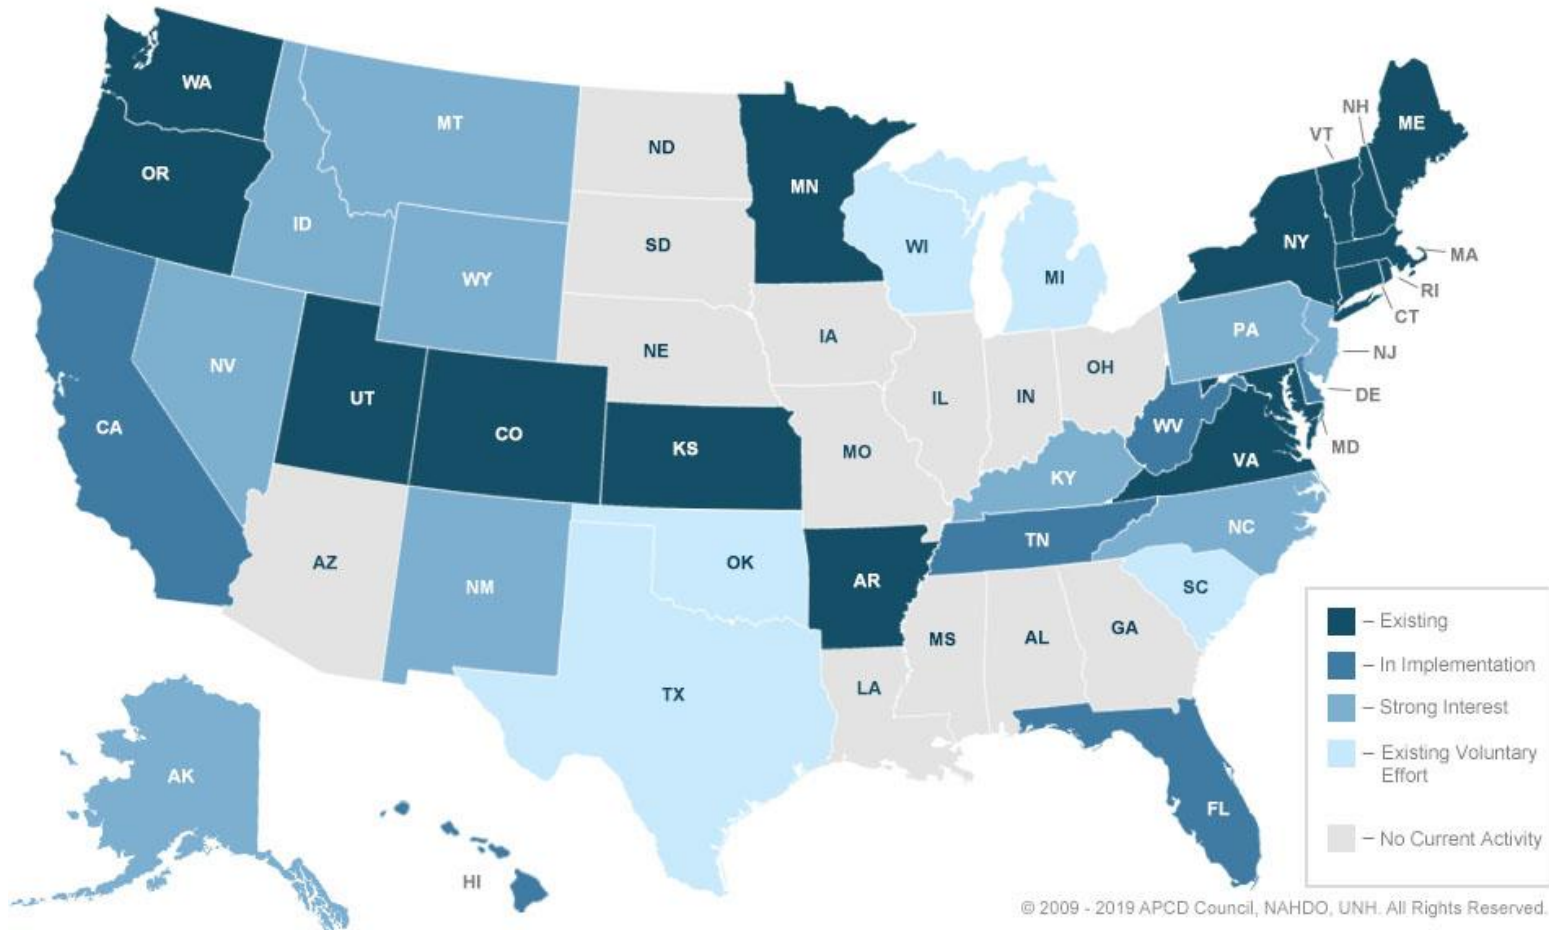 WA
MT
ND
MN
NH
VT
ME
OR
ID
SD
WI
MI
NY
MA
RI
CT
WY
NE
IA
PA
NJ
NV
UT
CO
KS
IL
IN
OH
WV
DE
MD
CA
MO
KY
VA
AZ
NM
OK
AR
TN
NC
SC
MS
AL
GA
TX
LA
AK
HI
FL
– Existing
– In Implementation
– Strong Interest
– Existing Voluntary
Effort
– No Current Activity
© 2009 - 2019 APCD Council, NAHDO, UNH. All Rights Reserved.